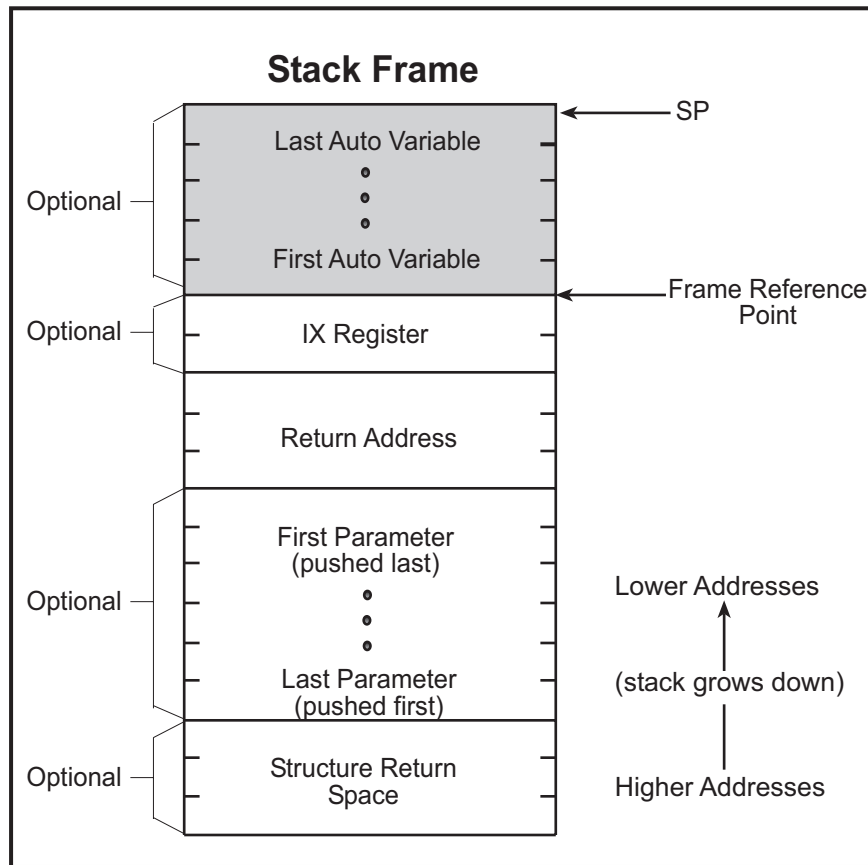 Stack Frame
SP
Last Auto Variable
Optional
First Auto Variable
Frame Reference
Point
Optional
IX Register
Return Address
First Parameter
(pushed last)
Optional
Lower Addresses
Last Parameter
(pushed first)
(stack grows down)
Optional
Structure Return
Space
Higher Addresses